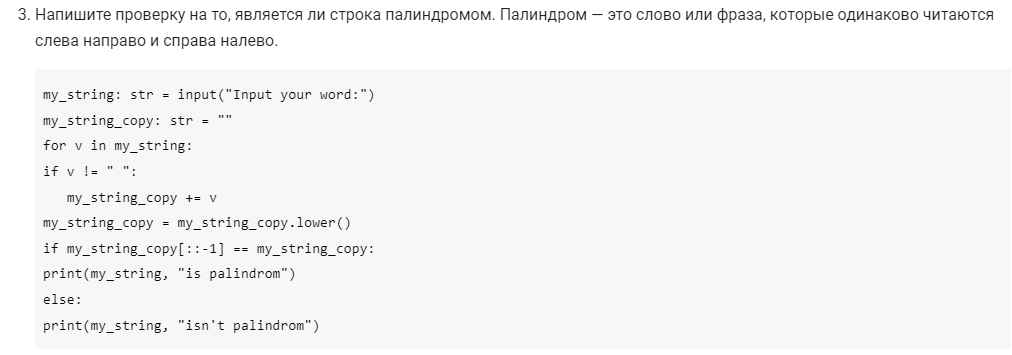 3. Напишите проверку на то, является ли строка палиндромом. Палиндром — это слово или фраза, которые одинаково читаются
слева направо и справа налево.
my_string: str = input("Input your word:")
my_string_copy: str = ""
for v in my_string:
if v != " ":
   my_string_copy += v
my_string_copy = my_string_copy.lower()
if my_string_copy[::-1] == my_string_copy:
print(my_string, "is palindrom")
else:
print(my_string, "isn't palindrom")